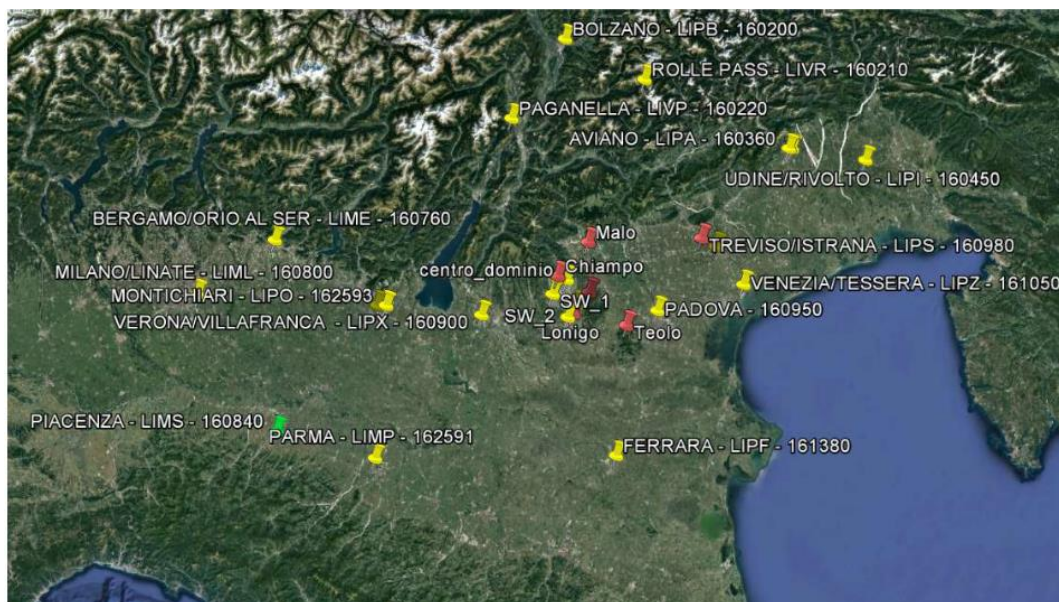 BOLZANO - LIPB - 160200
ROLLE PASS - LIVR - 160210
PAGANELLA - LIVP - 160220
AVIANO - LIPA - 160360
UDINE/RIVOLTO - LIPI - 160450
BERGAMO/ORIO AL SER - LIME - 160760
Malo
TREVISO/ISTRANA - LIPS - 160980
MILANO/LINATE - LIML - 160800
centro_dominio
Chiampo
VENEZIA/TESSERA - LIPZ - 161050
MONTICHIARI - LIPO - 162593
SW_1
PADOVA - 160950
VERONA/VILLAFRANCA - LIPX - 160900
SW_2
Lonigo
Teolo
PIACENZA - LIMS - 160840
PARMA - LIMP - 162591
FERRARA - LIPF - 161380